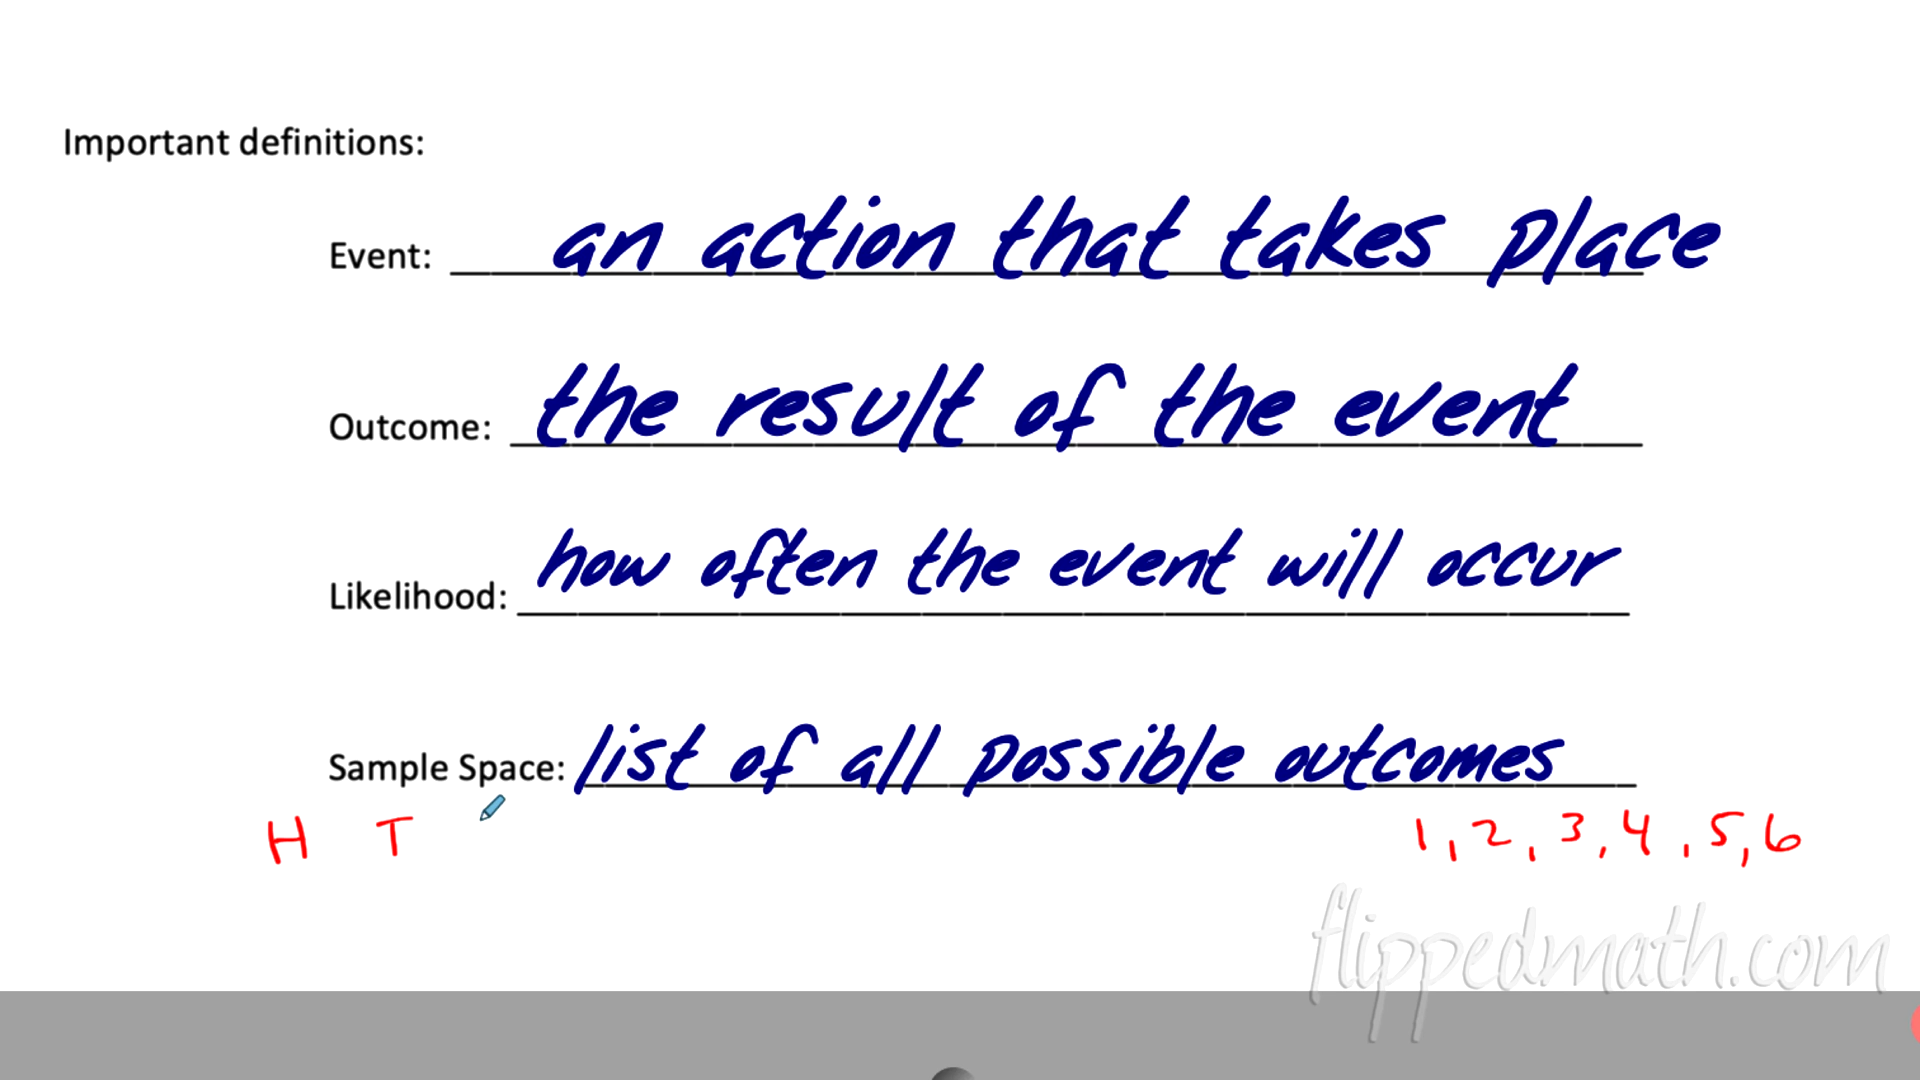 Important definitions:
Event: an action that takes place
Outcome: the result of the event
Likelihood: how often the event will occur
Sample Space: list of all possible outcomes
H T 1, 2, 3, 4, 5, 6
flippedmath.com